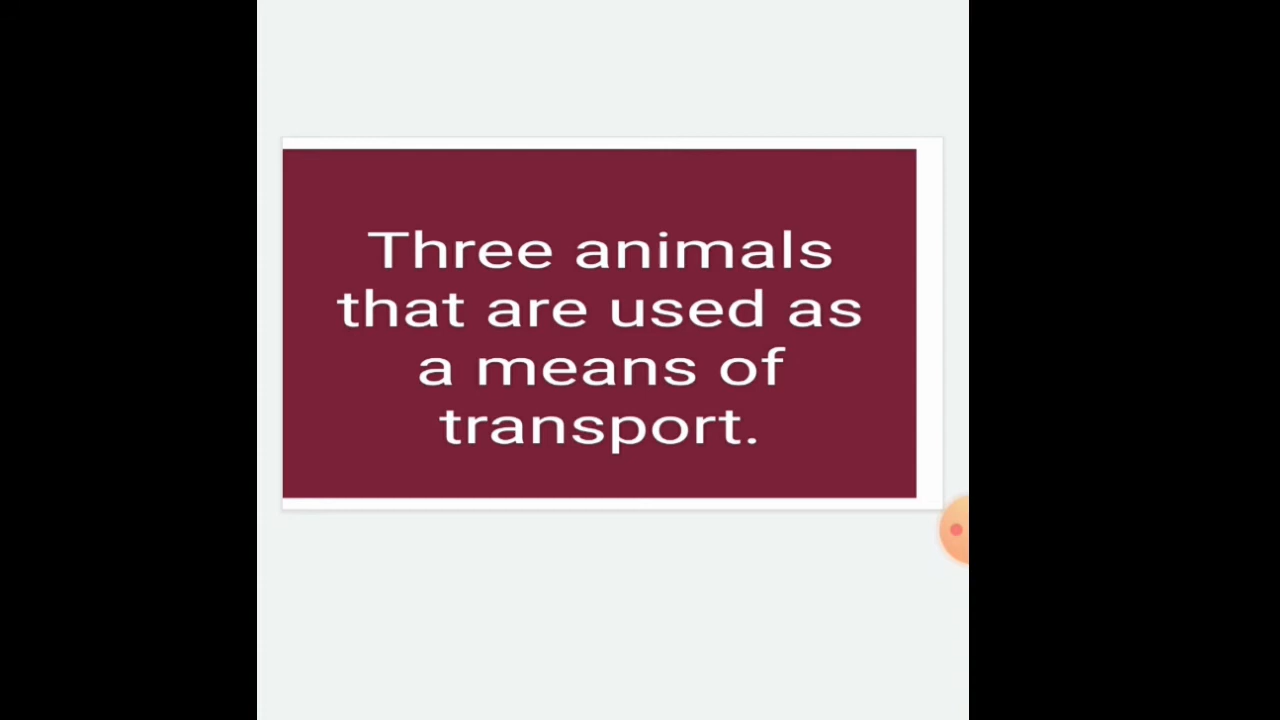 Three animals
that are used as
a means of
transport.